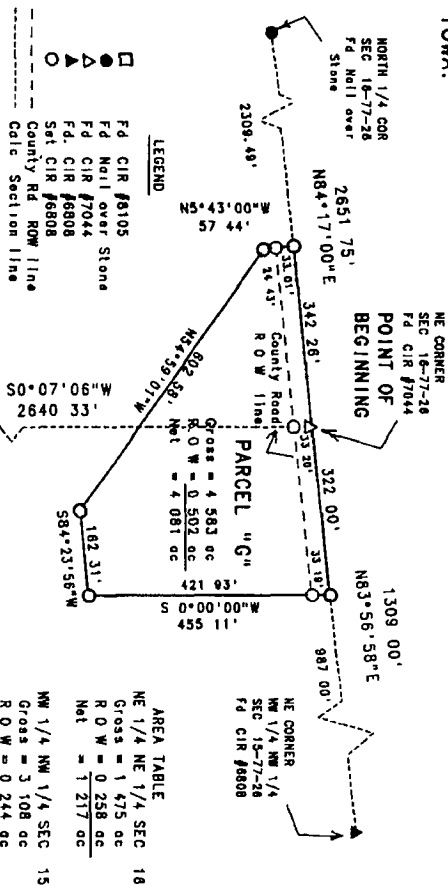 IOWA.
NORTH 1/4 COR
SEC 16-77-26
Fd Nail over
Stone
2309.49'
2651 75'
N84°17'00"E
NE CORNER
SEC 16-77-26
Fd CIR #7044
POINT OF
BEGINNING
342 26'
322 00'
1309 00'
N83°56'58"E
987 00'
NE CORNER
NW 1/4 NW 1/4
SEC 15-77-26
Fd CIR #6808
N5°43'00"W
57 44'
33.01'
24 43'
County Road
R O W line
33 20'
33 19'
N54°59'01"W
602 58'
PARCEL "G"
Gross = 4 583 ac
R O W = 0 502 ac
Net = 4 081 ac
421 93'
S 0°00'00"W
455 11'
S0°07'06"W
2640 33'
162 31'
S84°23'56"W
LEGEND
Fd CIR #8105
Fd Nail over Stone
Fd CIR #7044
Fd. CIR #6808
Set CIR #6808
County Rd ROW line
Calc Section line
AREA TABLE
NE 1/4 NE 1/4 SEC 16
Gross = 1 475 ac
R O W = 0 258 ac
Net = 1 217 ac
NW 1/4 NW 1/4 SEC 15
Gross = 3 108 ac
R O W = 0 244 ac